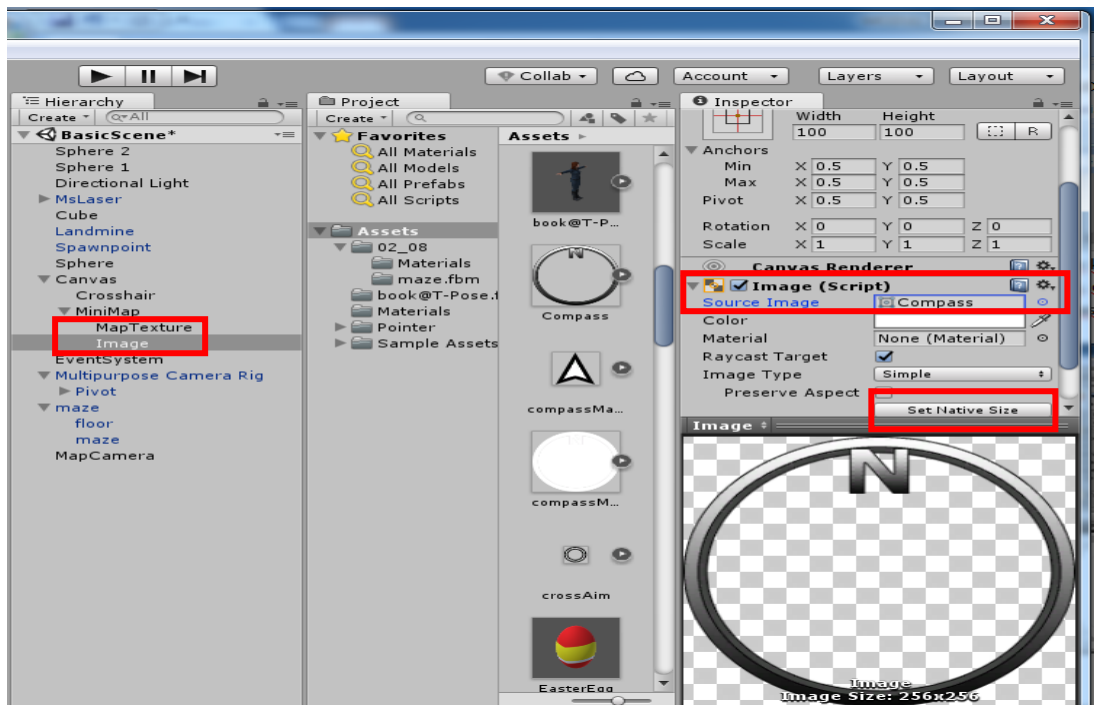 Collab
Account
Layers
Layout
Hierarchy
Create
All
BasicScene*
Sphere 2
Sphere 1
Directional Light
MsLaser
Cube
Landmine
Spawnpoint
Sphere
Canvas
Crosshair
MiniMap
MapTexture
Image
EventSystem
Multipurpose Camera Rig
Pivot
maze
floor
maze
MapCamera
Project
Create
Favorites
All Materials
All Models
All Prefabs
All Scripts
Assets
02_08
Materials
maze.fbm
book@T-Pose.f
Materials
Pointer
Sample Assets
Assets
book@T-P...
N
Compass
compassMa...
compassM...
crossAim
EasterEgg
Inspector
Width Height
100 100 R
Anchors
Min X 0.5 Y 0.5
Max X 0.5 Y 0.5
Pivot X 0.5 Y 0.5
Rotation X 0 Y 0 Z 0
Scale X 1 Y 1 Z 1
Canvas Renderer
Image (Script)
Source Image Compass
Color
Material None (Material)
Raycast Target
Image Type Simple
Preserve Aspect
Set Native Size
Image
N
Image
Image Size: 256x256